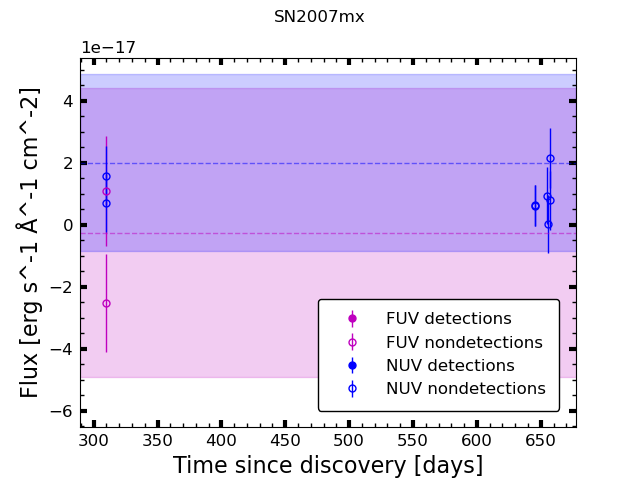 SN2007mx
1e−17
Flux [erg s^-1 Å^-1 cm^-2]
4
2
0
−2
−4
−6
FUV detections
FUV nondetections
NUV detections
NUV nondetections
300 350 400 450 500 550 600 650
Time since discovery [days]